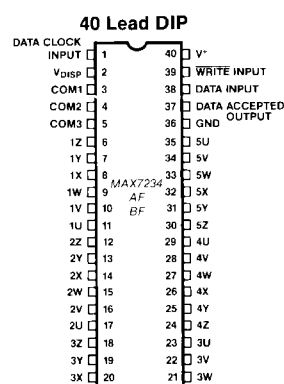 40 Lead DIP
DATA CLOCK
INPUT 1 40 V+
VDISP 2 39 WRITE INPUT
COM1 3 38 DATA INPUT
COM2 4 37 DATA ACCEPTED
OUTPUT
COM3 5 36 GND
1Z 6 35 5U
1Y 7 34 5V
1X 8 33 5W
MAX7234
1W 9 32 5X
AF
1V 10 31 5Y
BF
1U 11 30 5Z
2Z 12 29 4U
2Y 13 28 4V
2X 14 27 4W
2W 15 26 4X
2V 16 25 4Y
2U 17 24 4Z
3Z 18 23 3U
3Y 19 22 3V
3X 20 21 3W